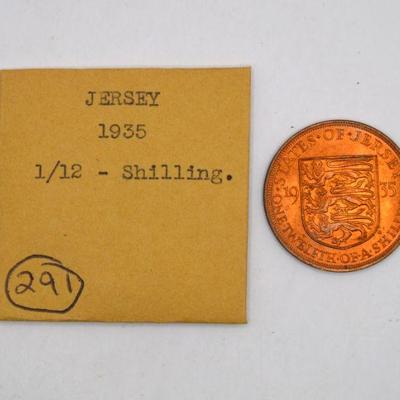 JERSEY
1935
1/12 - Shilling.
291
STATES·OF·JERSEY
19 35
ONE·TWELFTH·OF·A·SHILLING